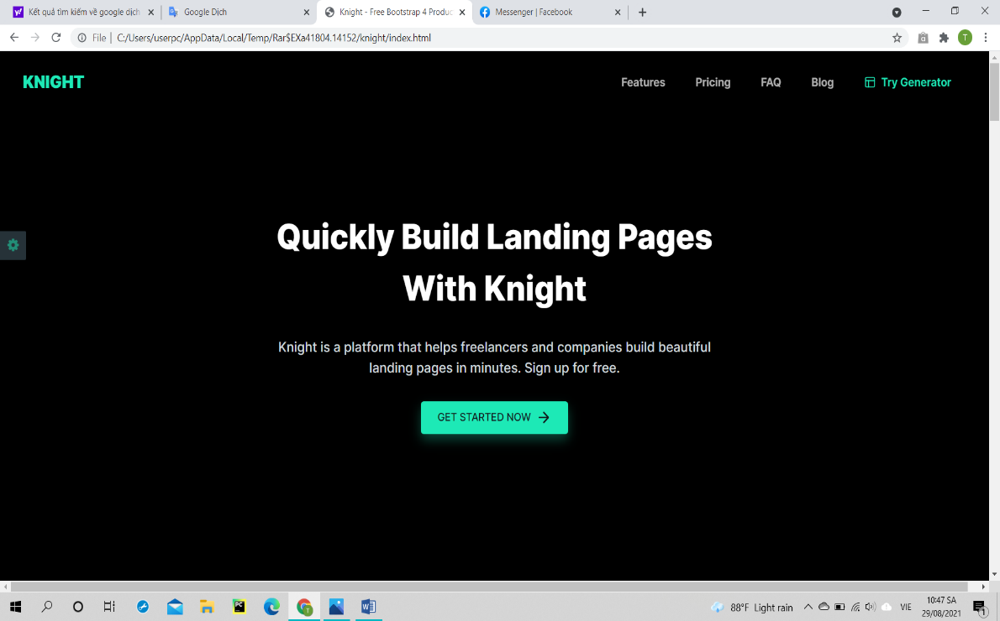 Kết quả tìm kiếm về google dịch
Google Dịch
Knight - Free Bootstrap 4 Produc
Messenger | Facebook
File
C:/Users/userpc/AppData/Local/Temp/Rar$EXa41804.14152/knight/index.html
T
KNIGHT
Features
Pricing
FAQ
Blog
Try Generator
Quickly Build Landing Pages
With Knight
Knight is a platform that helps freelancers and companies build beautiful
landing pages in minutes. Sign up for free.
GET STARTED NOW
PC
T
W
88°F Light rain
VIE
10:47 SA
29/08/2021
1